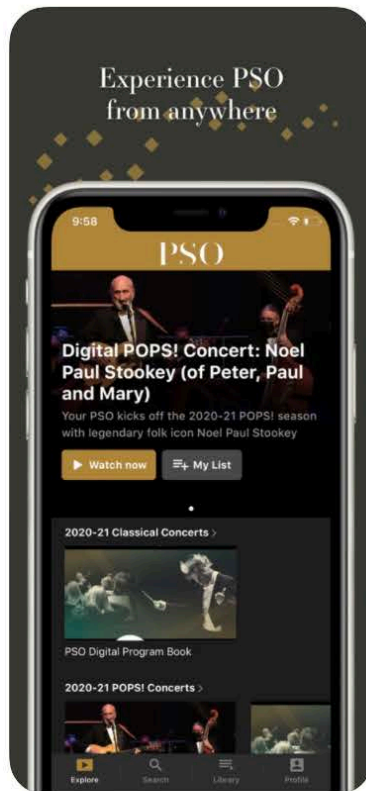 Experience PSO
from anywhere
9:58
PSO
Digital POPS! Concert: Noel
Paul Stookey (of Peter, Paul
and Mary)
Your PSO kicks off the 2020-21 POPS! season
with legendary folk icon Noel Paul Stookey
Watch now
My List
2020-21 Classical Concerts >
PSO Digital Program Book
2020-21 POPS! Concerts >
Explore
Search
Library
Profile